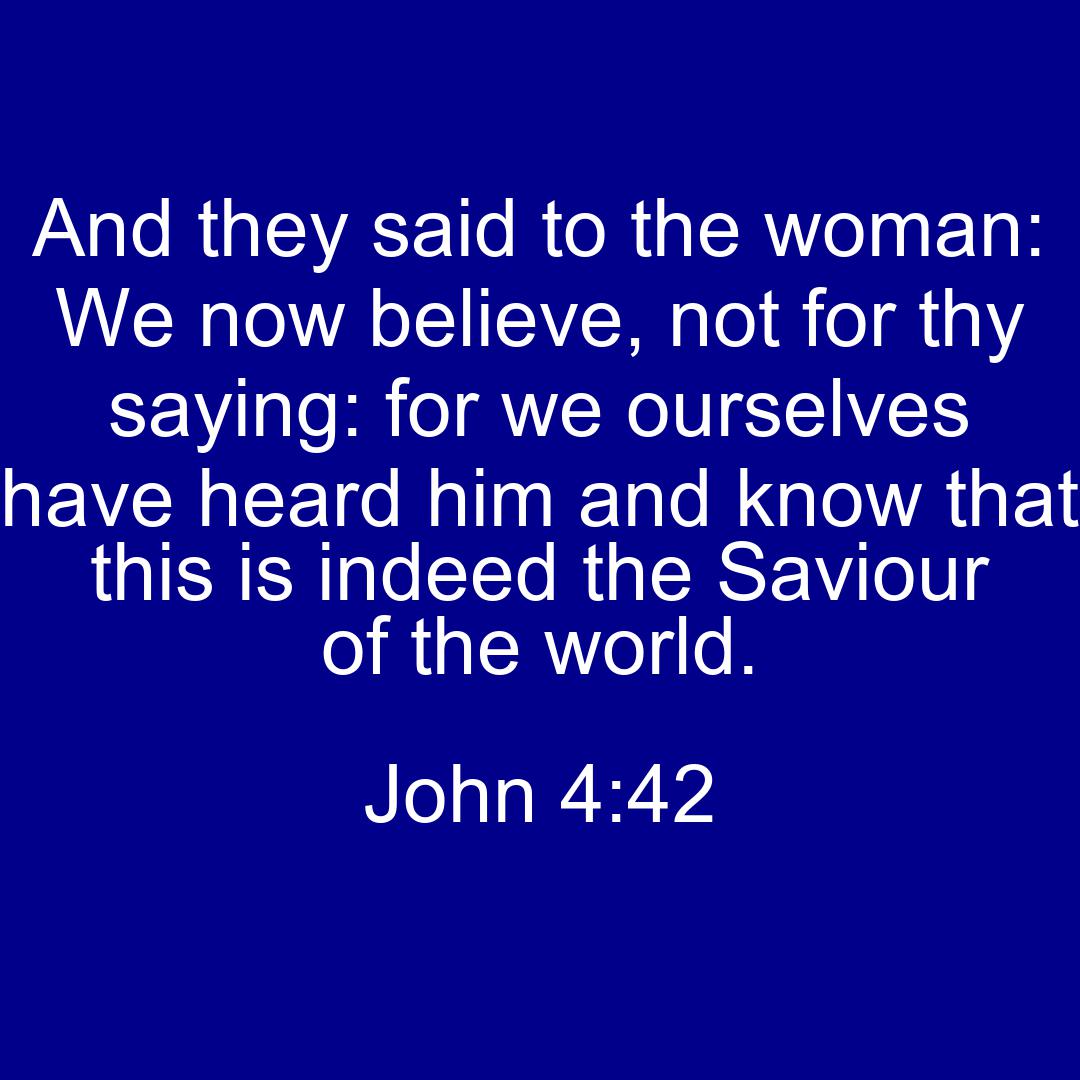 And they said to the woman:
We now believe, not for thy
saying: for we ourselves
have heard him and know that
this is indeed the Saviour
of the world.
John 4:42